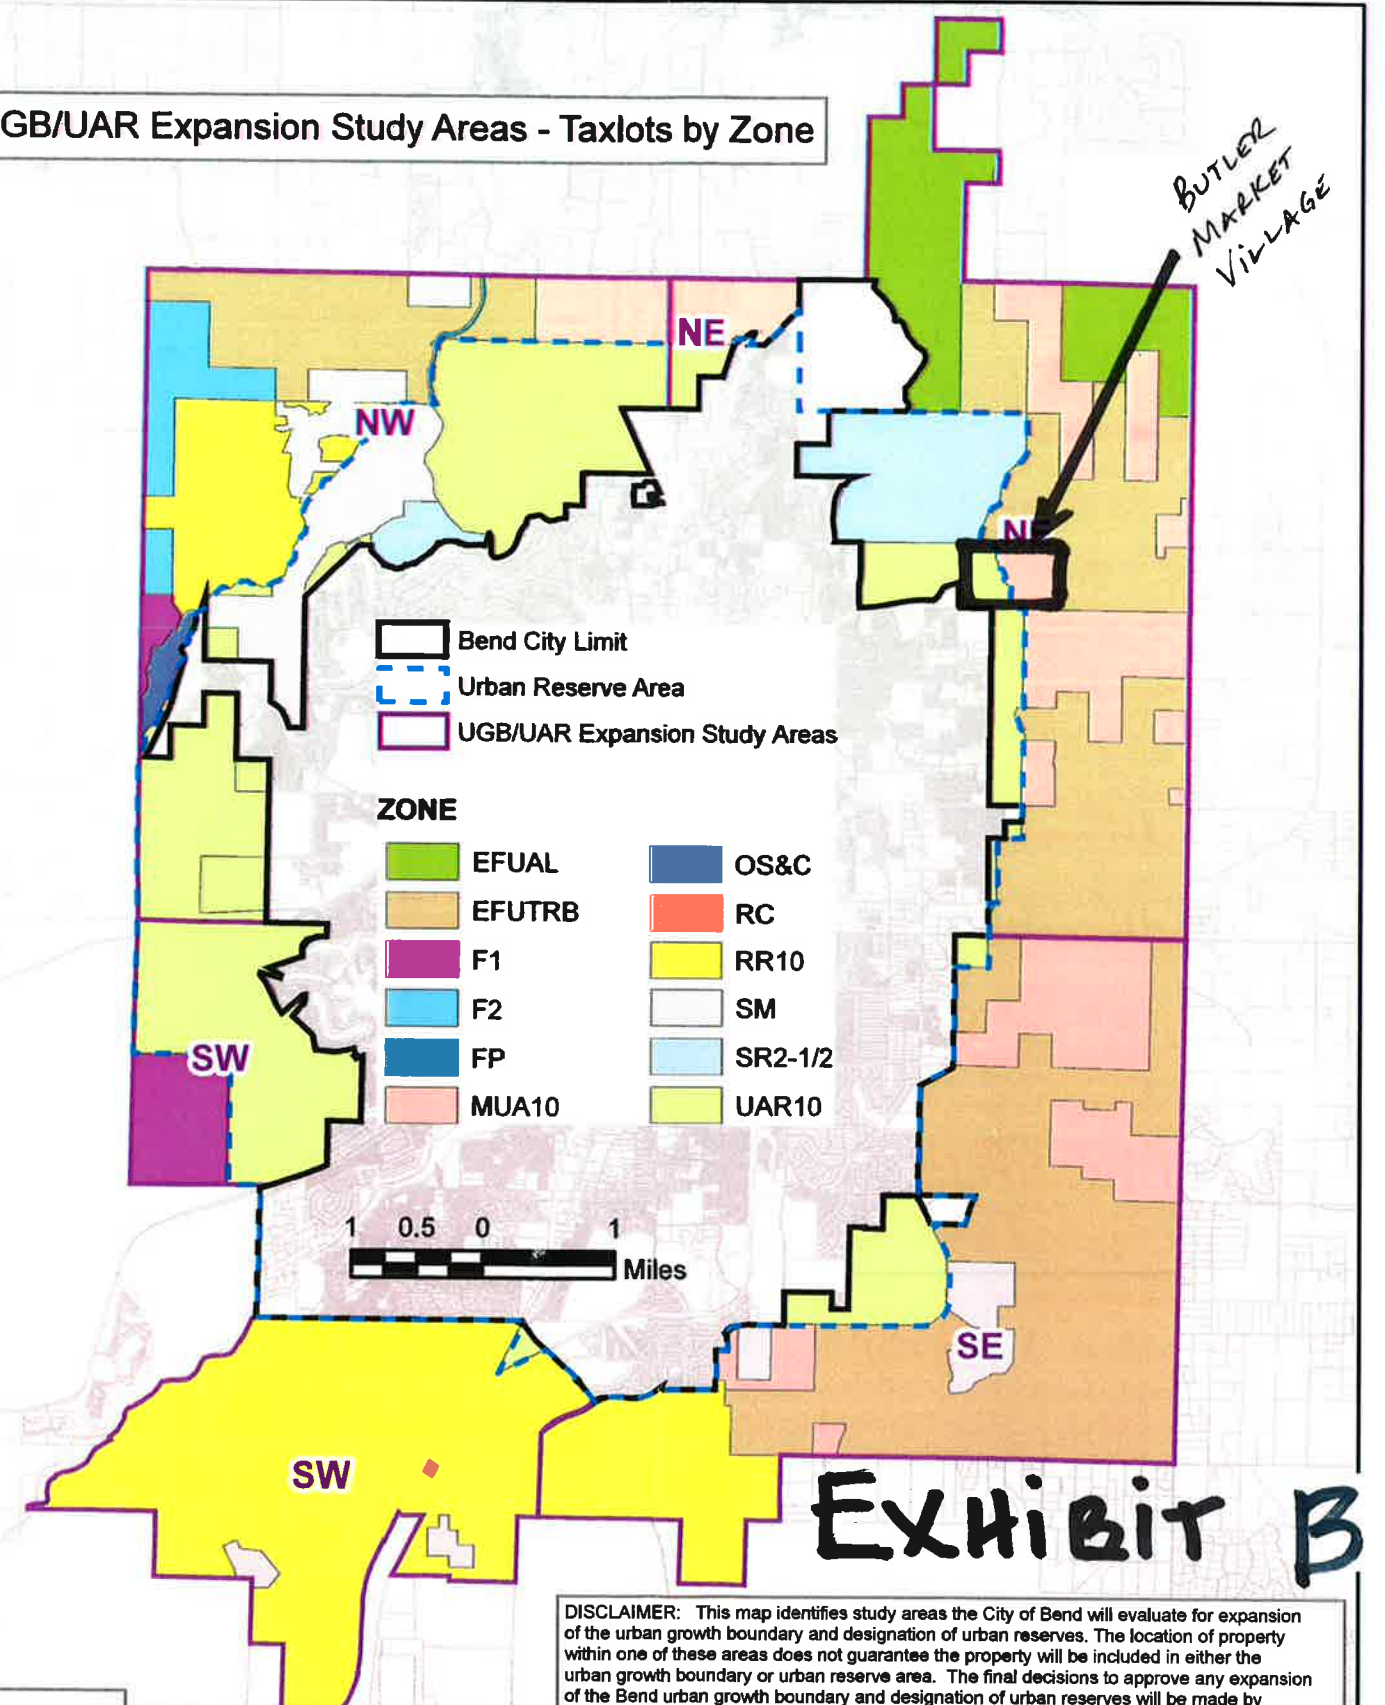 GB/UAR Expansion Study Areas - Taxlots by Zone
BUTLER
MARKET
VILLAGE
NE
NW
NE
Bend City Limit
Urban Reserve Area
UGB/UAR Expansion Study Areas
ZONE
EFUAL
EFUTRB
F1
F2
FP
MUA10
OS&C
RC
RR10
SM
SR2-1/2
UAR10
SW
1 0.5 0 1
Miles
SE
SW
EXHIBIT B
DISCLAIMER: This map identifies study areas the City of Bend will evaluate for expansion
of the urban growth boundary and designation of urban reserves. The location of property
within one of these areas does not guarantee the property will be included in either the
urban growth boundary or urban reserve area. The final decisions to approve any expansion
of the Bend urban growth boundary and designation of urban reserves will be made by